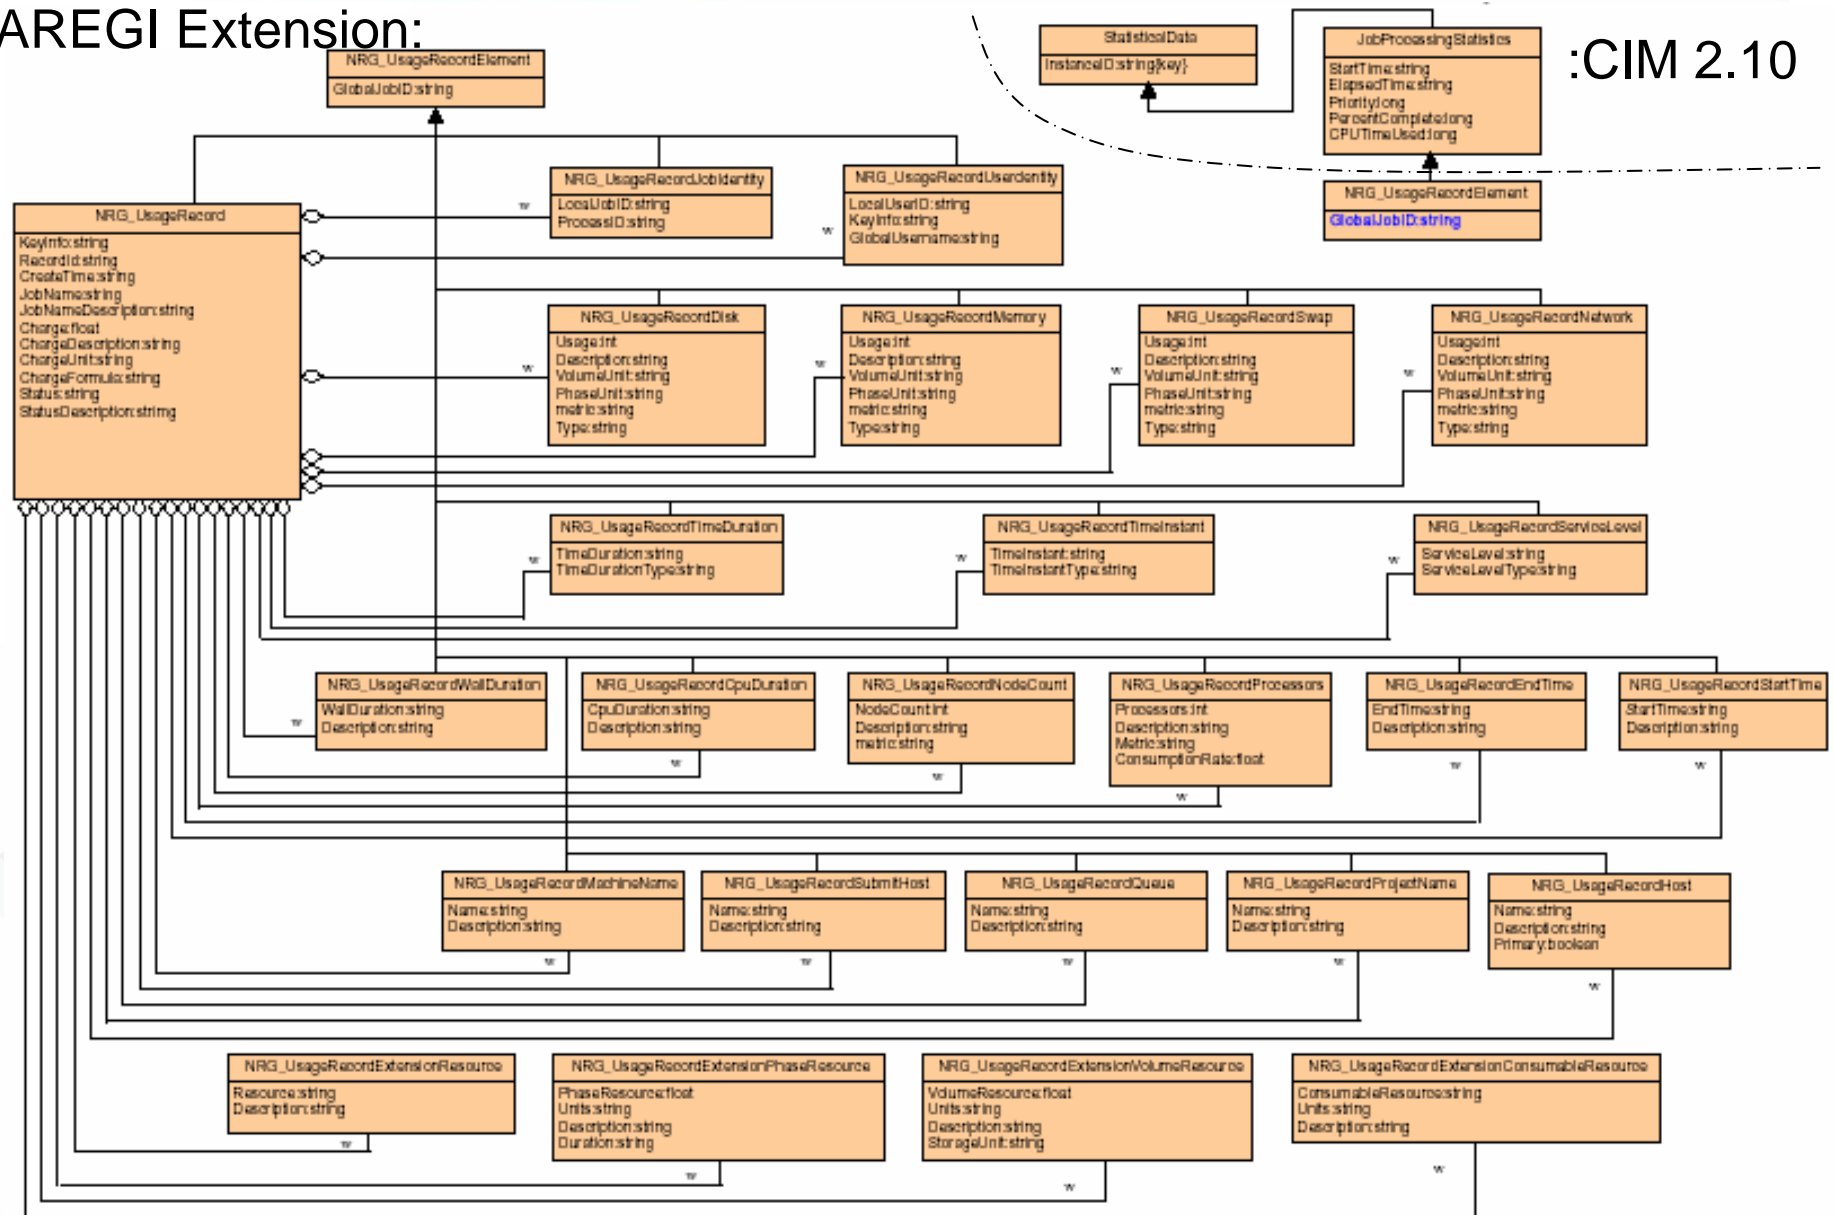 AREGI Extension:
:CIM 2.10
NRG_UsageRecordElement
GlobalJobID:string
StatisticalData
InstanceID:string{key}
JobProcessingStatistics
StartTime:string
ElapsedTime:string
Priority:long
PercentComplete:long
CPUTimeUsed:long
NRG_UsageRecordElement
GlobalJobID:string
NRG_UsageRecord
KeyInfo:string
RecordId:string
CreateTime:string
JobName:string
JobNameDescription:string
Charge:float
ChargeDescription:string
ChargeUnit:string
ChargeFormula:string
Status:string
StatusDescription:strimg
NRG_UsageRecordJobIdentity
LocalJobID:string
ProcessID:string
w
NRG_UsageRecordUserIdentity
LocalUserID:string
KeyInfo:string
GlobalUsername:string
w
NRG_UsageRecordDisk
Usage:int
Description:string
VolumeUnit:string
PhaseUnit:string
metric:string
Type:string
w
NRG_UsageRecordMemory
Usage:int
Description:string
VolumeUnit:string
PhaseUnit:string
metric:string
Type:string
w
NRG_UsageRecordSwap
Usage:int
Description:string
VolumeUnit:string
PhaseUnit:string
metric:string
Type:string
w
NRG_UsageRecordNetwork
Usage:int
Description:string
VolumeUnit:string
PhaseUnit:string
metric:string
Type:string
w
NRG_UsageRecordTimeDuration
TimeDuration:string
TimeDurationType:string
w
NRG_UsageRecordTimeInstant
TimeInstant:string
TimeInstantType:string
w
NRG_UsageRecordServiceLevel
ServiceLevel:string
ServiceLevelType:string
w
NRG_UsageRecordWallDuration
WallDuration:string
Description:string
w
NRG_UsageRecordCpuDuration
CpuDuration:string
Description:string
w
NRG_UsageRecordNodeCount
NodeCount:int
Description:string
metric:string
w
NRG_UsageRecordProcessors
Processors:int
Description:string
Metric:string
ConsumptionRate:float
w
NRG_UsageRecordEndTime
EndTime:string
Description:string
w
NRG_UsageRecordStartTime
StartTime:string
Description:string
w
NRG_UsageRecordMachineName
Name:string
Description:string
w
NRG_UsageRecordSubmitHost
Name:string
Description:string
w
NRG_UsageRecordQueue
Name:string
Description:string
w
NRG_UsageRecordProjectName
Name:string
Description:string
w
NRG_UsageRecordHost
Name:string
Description:string
Primary:boolean
w
NRG_UsageRecordExtensionResource
Resource:string
Description:string
w
NRG_UsageRecordExtensionPhaseResource
PhaseResource:float
Units:string
Description:string
Duration:string
w
NRG_UsageRecordExtensionVolumeResource
VolumeResource:float
Units:string
Description:string
StorageUnit:string
w
NRG_UsageRecordExtensionConsumableResource
ConsumableResource:string
Units:string
Description:string
w